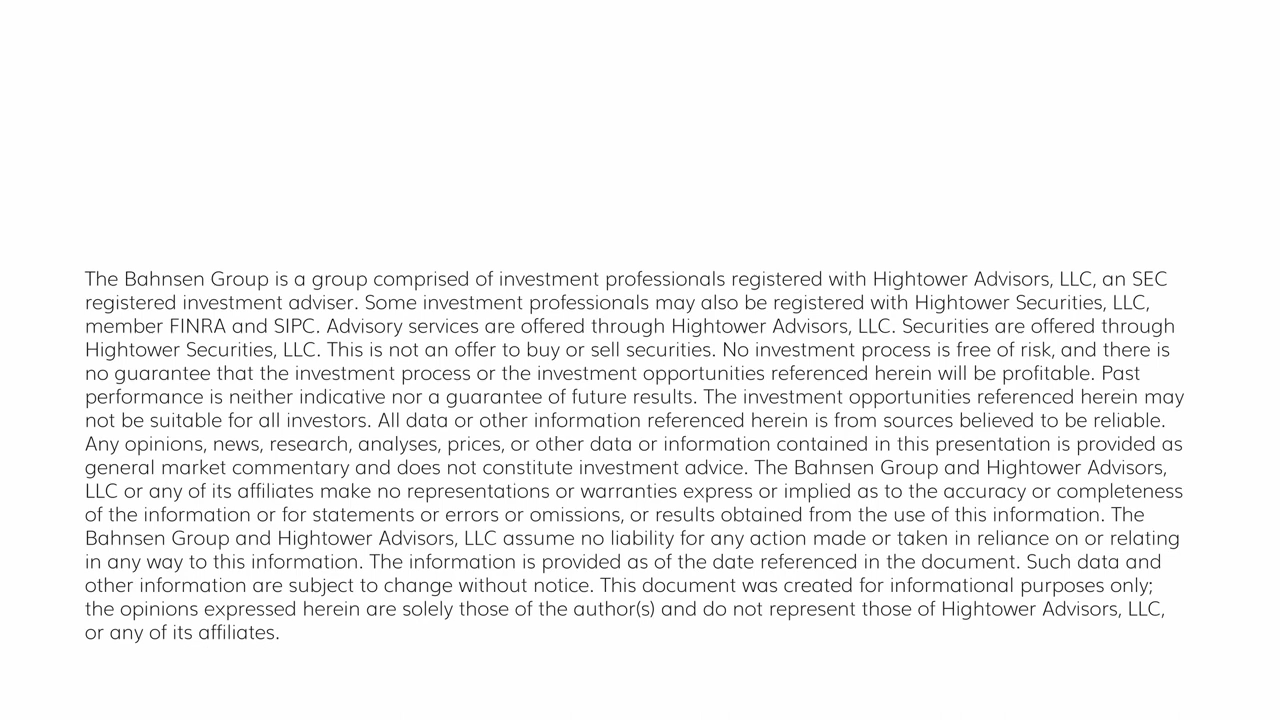 The Bahnsen Group is a group comprised of investment professionals registered with Hightower Advisors, LLC, an SEC
registered investment adviser. Some investment professionals may also be registered with Hightower Securities, LLC,
member FINRA and SIPC. Advisory services are offered through Hightower Advisors, LLC. Securities are offered through
Hightower Securities, LLC. This is not an offer to buy or sell securities. No investment process is free of risk, and there is
no guarantee that the investment process or the investment opportunities referenced herein will be profitable. Past
performance is neither indicative nor a guarantee of future results. The investment opportunities referenced herein may
not be suitable for all investors. All data or other information referenced herein is from sources believed to be reliable.
Any opinions, news, research, analyses, prices, or other data or information contained in this presentation is provided as
general market commentary and does not constitute investment advice. The Bahnsen Group and Hightower Advisors,
LLC or any of its affiliates make no representations or warranties express or implied as to the accuracy or completeness
of the information or for statements or errors or omissions, or results obtained from the use of this information. The
Bahnsen Group and Hightower Advisors, LLC assume no liability for any action made or taken in reliance on or relating
in any way to this information. The information is provided as of the date referenced in the document. Such data and
other information are subject to change without notice. This document was created for informational purposes only;
the opinions expressed herein are solely those of the author(s) and do not represent those of Hightower Advisors, LLC,
or any of its affiliates.